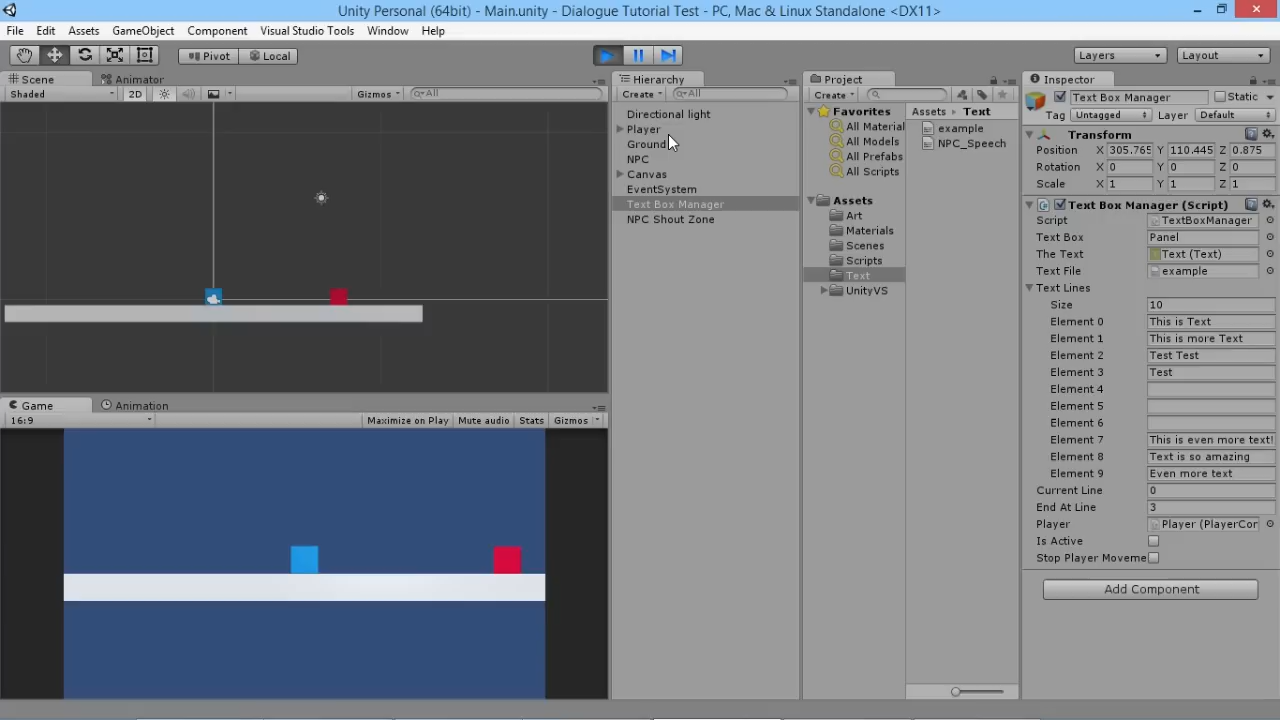 Unity Personal (64bit) - Main.unity - Dialogue Tutorial Test - PC, Mac & Linux Standalone <DX11>
File Edit Assets GameObject Component Visual Studio Tools Window Help
Pivot Local Layers Layout
Scene Animator
Shaded 2D Gizmos All
Hierarchy
Create All
Directional light
Player
Ground
NPC
Canvas
EventSystem
Text Box Manager
NPC Shout Zone
Project
Create
Favorites
All Material
All Models
All Prefabs
All Scripts
Assets
Art
Materials
Scenes
Scripts
Text
UnityVS
Assets Text
example
NPC_Speech
Inspector
Text Box Manager Static
Tag Untagged Layer Default
Transform
Position X 305.765 Y 110.445 Z 0.875
Rotation X 0 Y 0 Z 0
Scale X 1 Y 1 Z 1
Text Box Manager (Script)
Script TextBoxManager
Text Box Panel
The Text Text (Text)
Text File example
Text Lines
Size 10
Element 0 This is Text
Element 1 This is more Text
Element 2 Test Test
Element 3 Test
Element 4
Element 5
Element 6
Element 7 This is even more text!
Element 8 Text is so amazing
Element 9 Even more text
Current Line 0
End At Line 3
Player Player (PlayerCor
Is Active
Stop Player Moveme
Add Component
Game Animation
16:9 Maximize on Play Mute audio Stats Gizmos